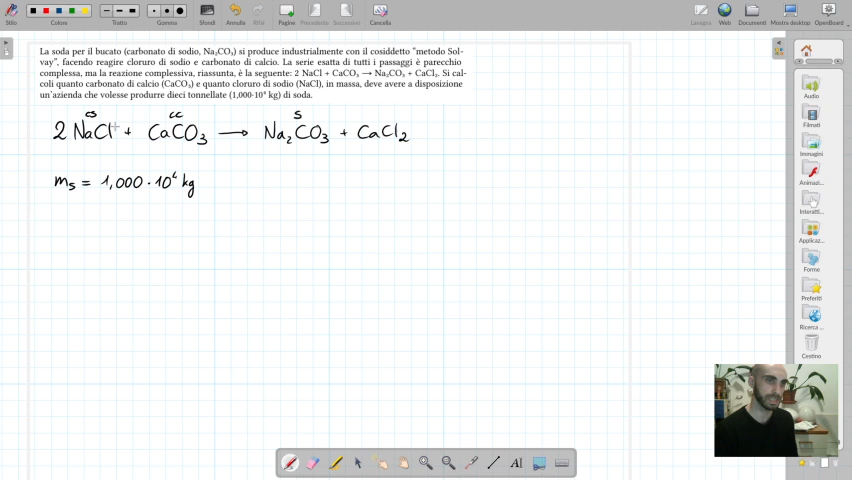 Stilo
Colore
Tratto
Gomma
Sfondi
Annulla
Rifai
Pagine
Precedente
Successivo
Cancella
Lavagna
Web
Documenti
Mostra desktop
OpenBoard
La soda per il bucato (carbonato di sodio, Na₂CO₃) si produce industrialmente con il cosiddetto "metodo Sol-
vay", facendo reagire cloruro di sodio e carbonato di calcio. La serie esatta di tutti i passaggi è parecchio
complessa, ma la reazione complessiva, riassunta, è la seguente: 2 NaCl + CaCO₃ → Na₂CO₃ + CaCl₂. Si cal-
coli quanto carbonato di calcio (CaCO₃) e quanto cloruro di sodio (NaCl), in massa, deve avere a disposizione
un'azienda che volesse produrre dieci tonnellate (1,000·10⁴ kg) di soda.
cs cc s
2 NaCl + CaCO₃ → Na₂CO₃ + CaCl₂
mₛ = 1,000 · 10⁴ kg
Audio
Filmati
Immagini
Animazi...
Interatti...
Applicaz...
Forme
Preferiti
Ricerca ...
Cestino